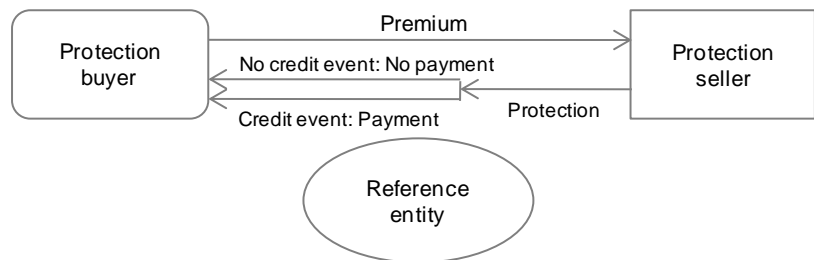 Premium
Protection
buyer
Protection
seller
No credit event: No payment
Protection
Credit event: Payment
Reference
entity